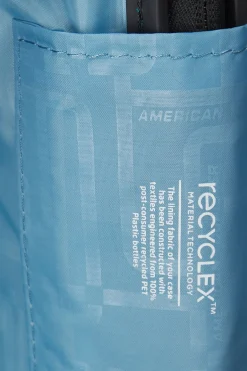 AMERICAN
recyclex™
MATERIAL TECHNOLOGY
The lining fabric of your case
has been constructed with
textiles engineered from 100%
post-consumer recycled PET
Plastic bottles